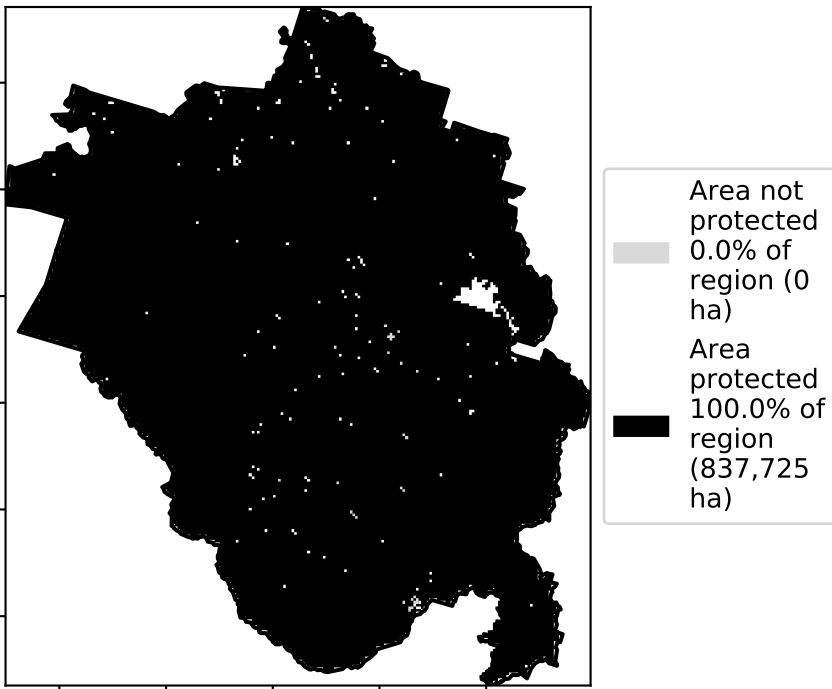 Area not
protected
0.0% of
region (0
ha)
Area
protected
100.0% of
region
(837,725
ha)